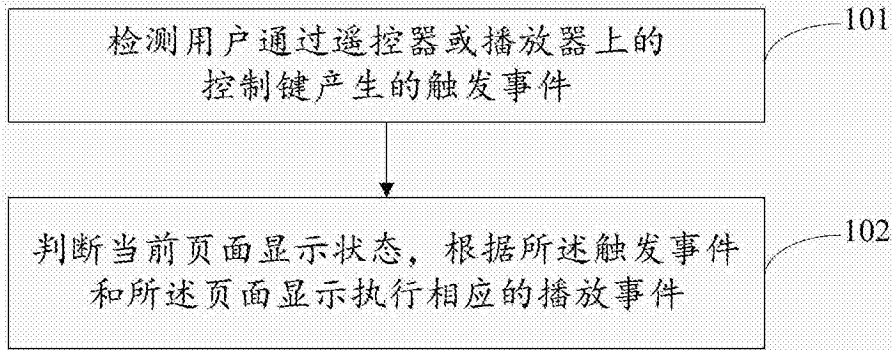 检测用户通过遥控器或播放器上的
控制键产生的触发事件
101
判断当前页面显示状态，根据所述触发事件
和所述页面显示执行相应的播放事件
102